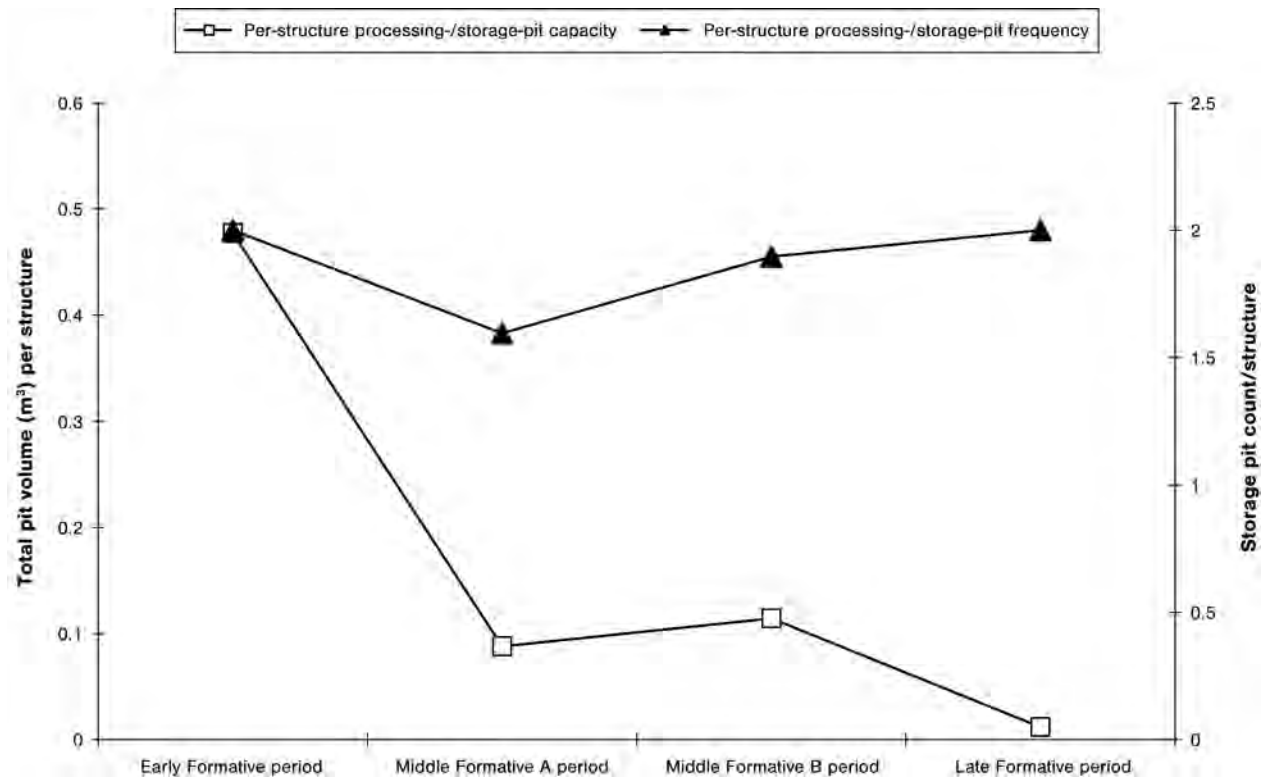 Per-structure processing-/storage-pit capacity
Per-structure processing-/storage-pit frequency
0.6
0.5
0.4
0.3
0.2
0.1
0
Total pit volume (m³) per structure
2.5
2
1.5
1
0.5
0
Storage pit count/structure
Early Formative period
Middle Formative A period
Middle Formative B period
Late Formative period